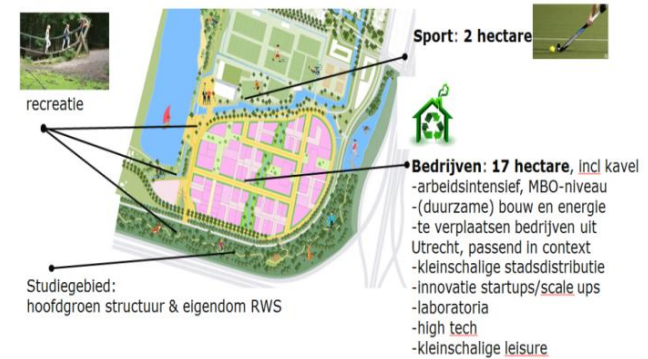 Sport: 2 hectare
recreatie
Bedrijven: 17 hectare, incl kavel
-arbeidsintensief, MBO-niveau
-(duurzame) bouw en energie
-te verplaatsen bedrijven uit
Utrecht, passend in context
-kleinschalige stadsdistributie
-innovatie startups/scale ups
-laboratoria
-high tech
-kleinschalige leisure
Studiegebied:
hoofdgroen structuur & eigendom RWS